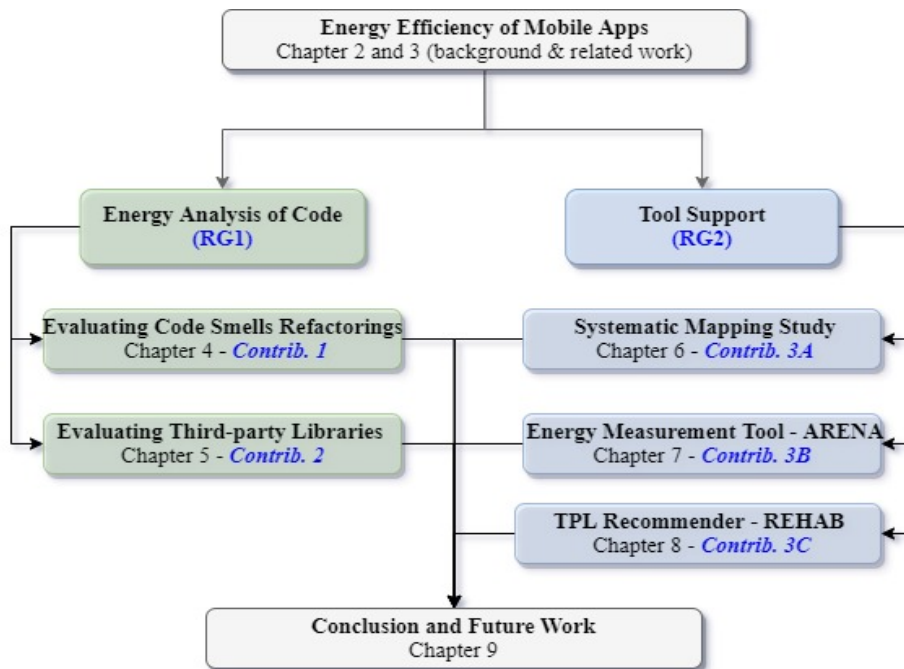 Energy Efficiency of Mobile Apps
Chapter 2 and 3 (background & related work)
Energy Analysis of Code
(RG1)
Tool Support
(RG2)
Evaluating Code Smells Refactorings
Chapter 4 - Contrib. 1
Systematic Mapping Study
Chapter 6 - Contrib. 3A
Evaluating Third-party Libraries
Chapter 5 - Contrib. 2
Energy Measurement Tool - ARENA
Chapter 7 - Contrib. 3B
TPL Recommender - REHAB
Chapter 8 - Contrib. 3C
Conclusion and Future Work
Chapter 9